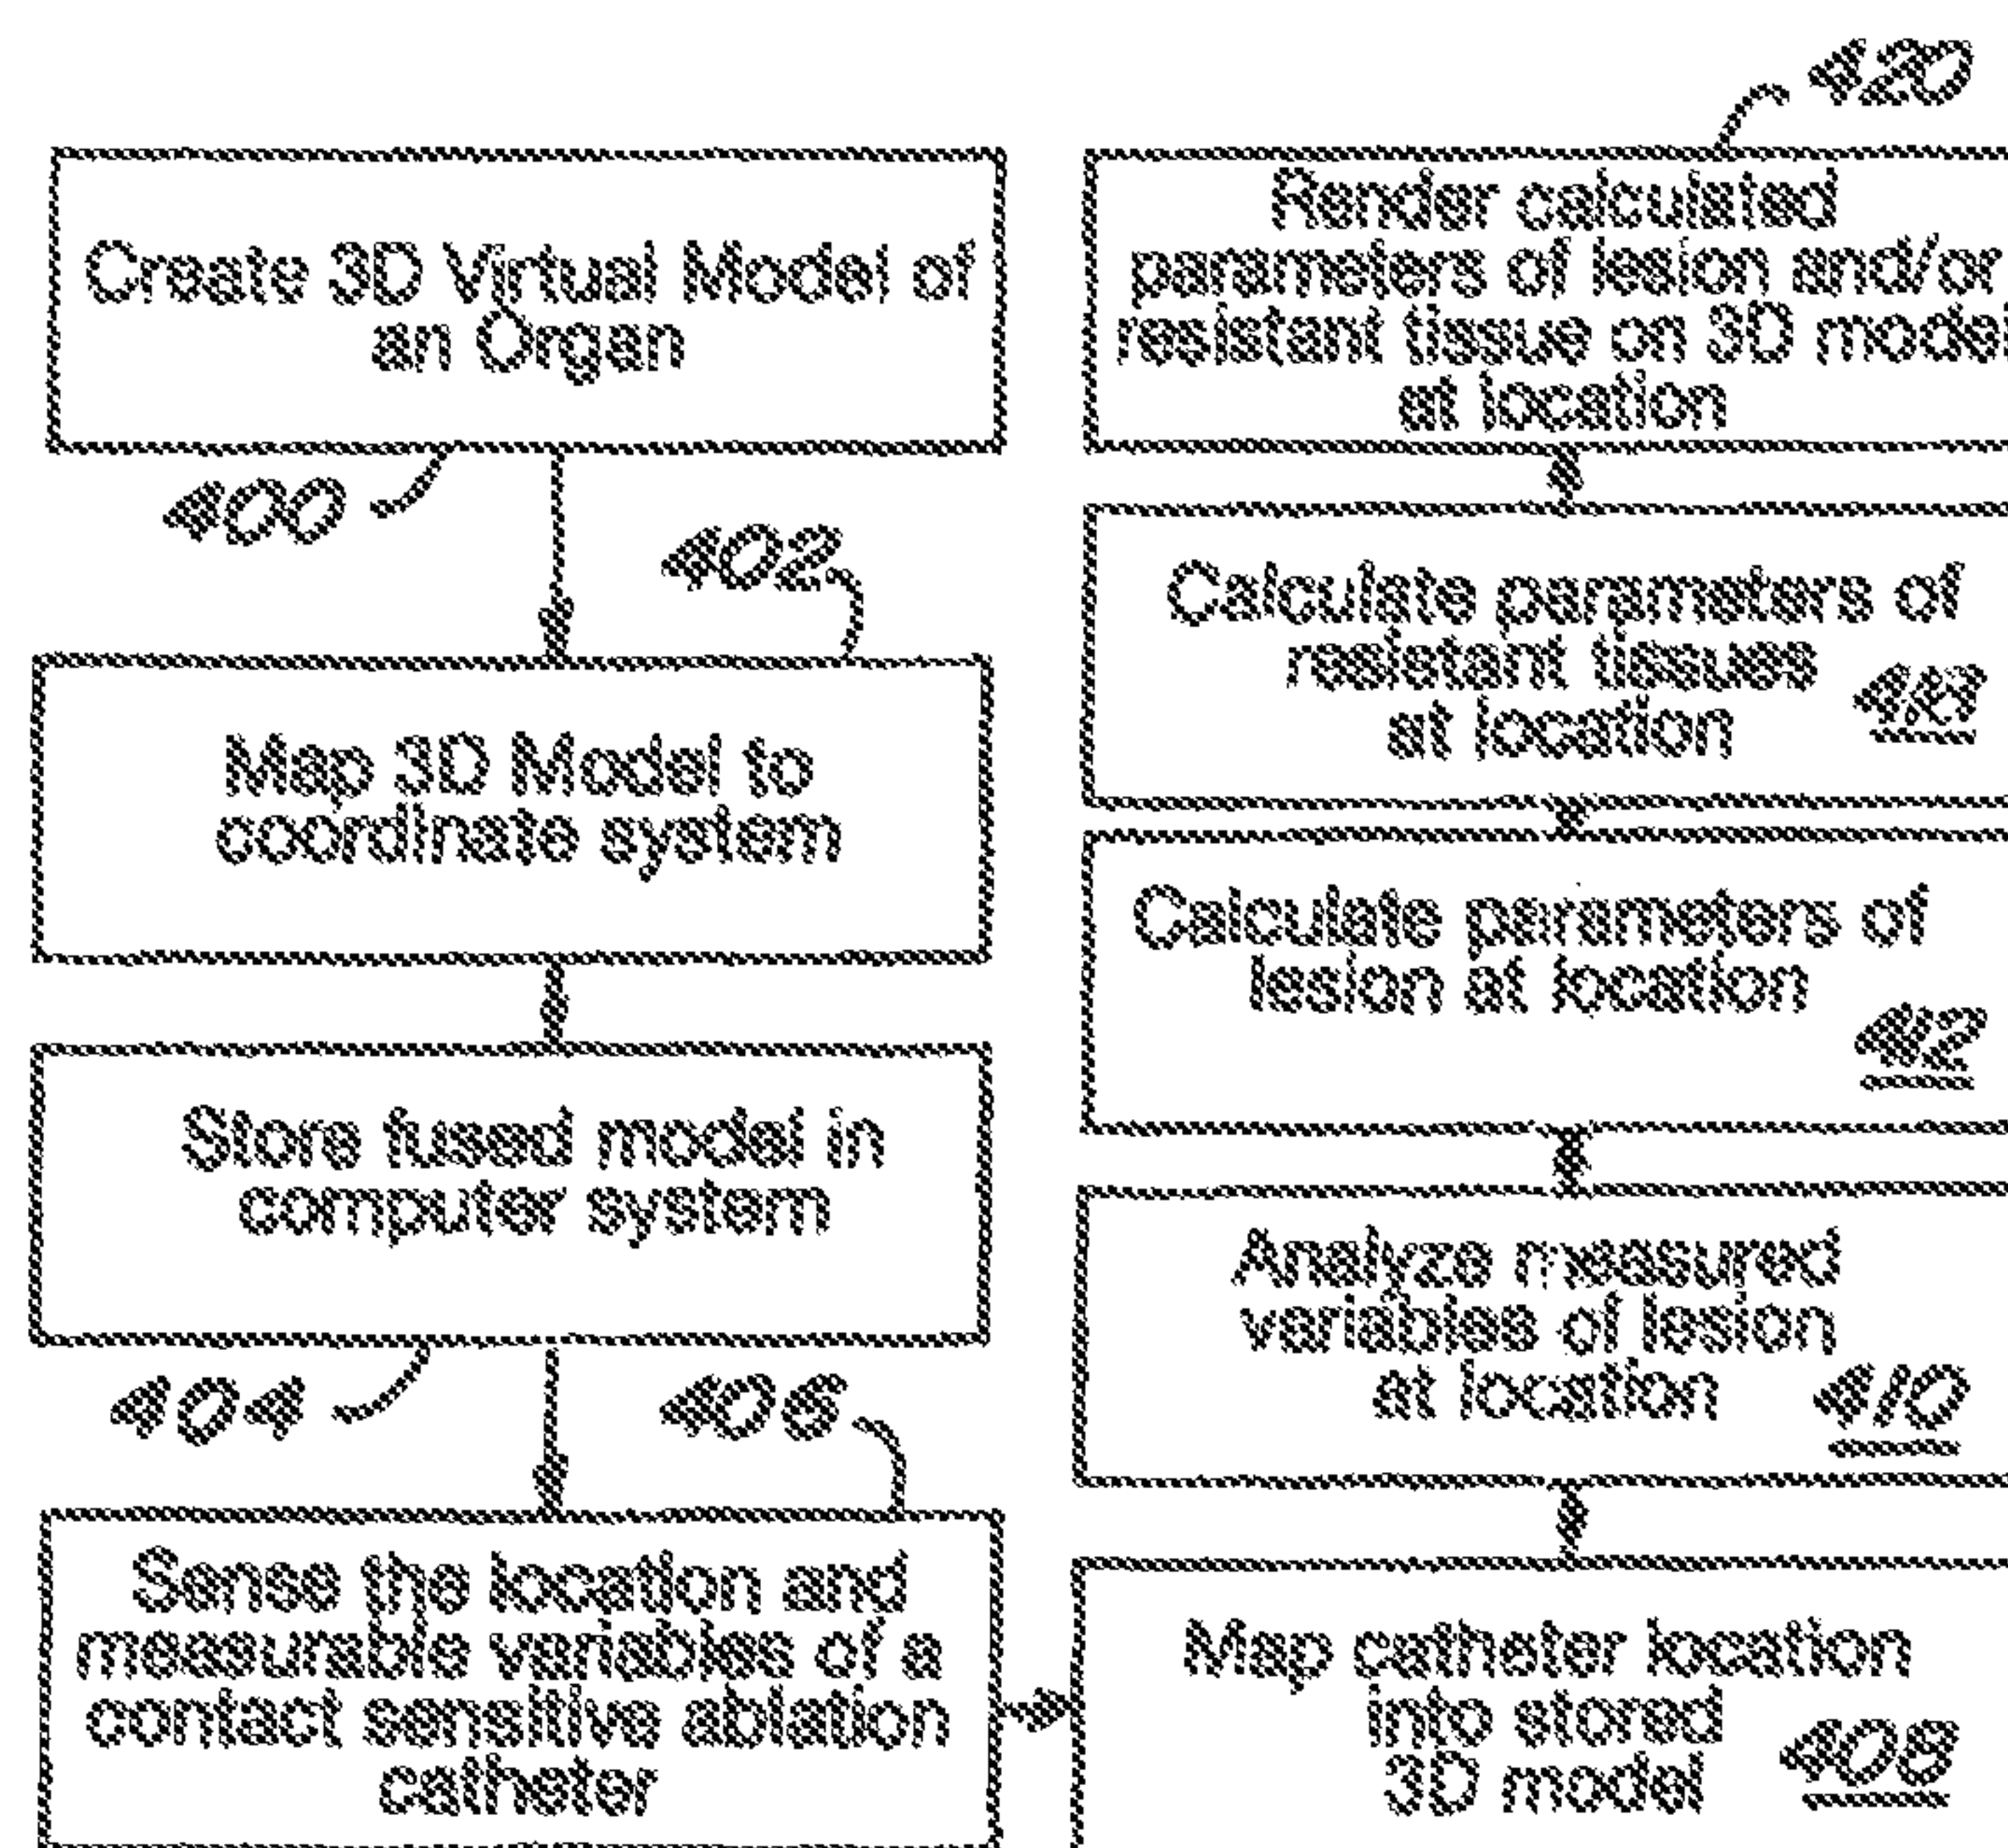 Create 3D Virtual Model of
an Organ
400
402
Map 3D Model to
coordinate system
Store fused model in
computer system
404
406
Sense the location and
measurable variables of a
contact sensitive ablation
catheter
420
Render calculated
parameters of lesion and/or
resistant tissue on 3D model
at location
Calculate parameters of
resistant tissues
at location
Calculate parameters of
lesion at location
412
Analyze measured
variables of lesion
at location
410
Map catheter location
into stored
3D model
408